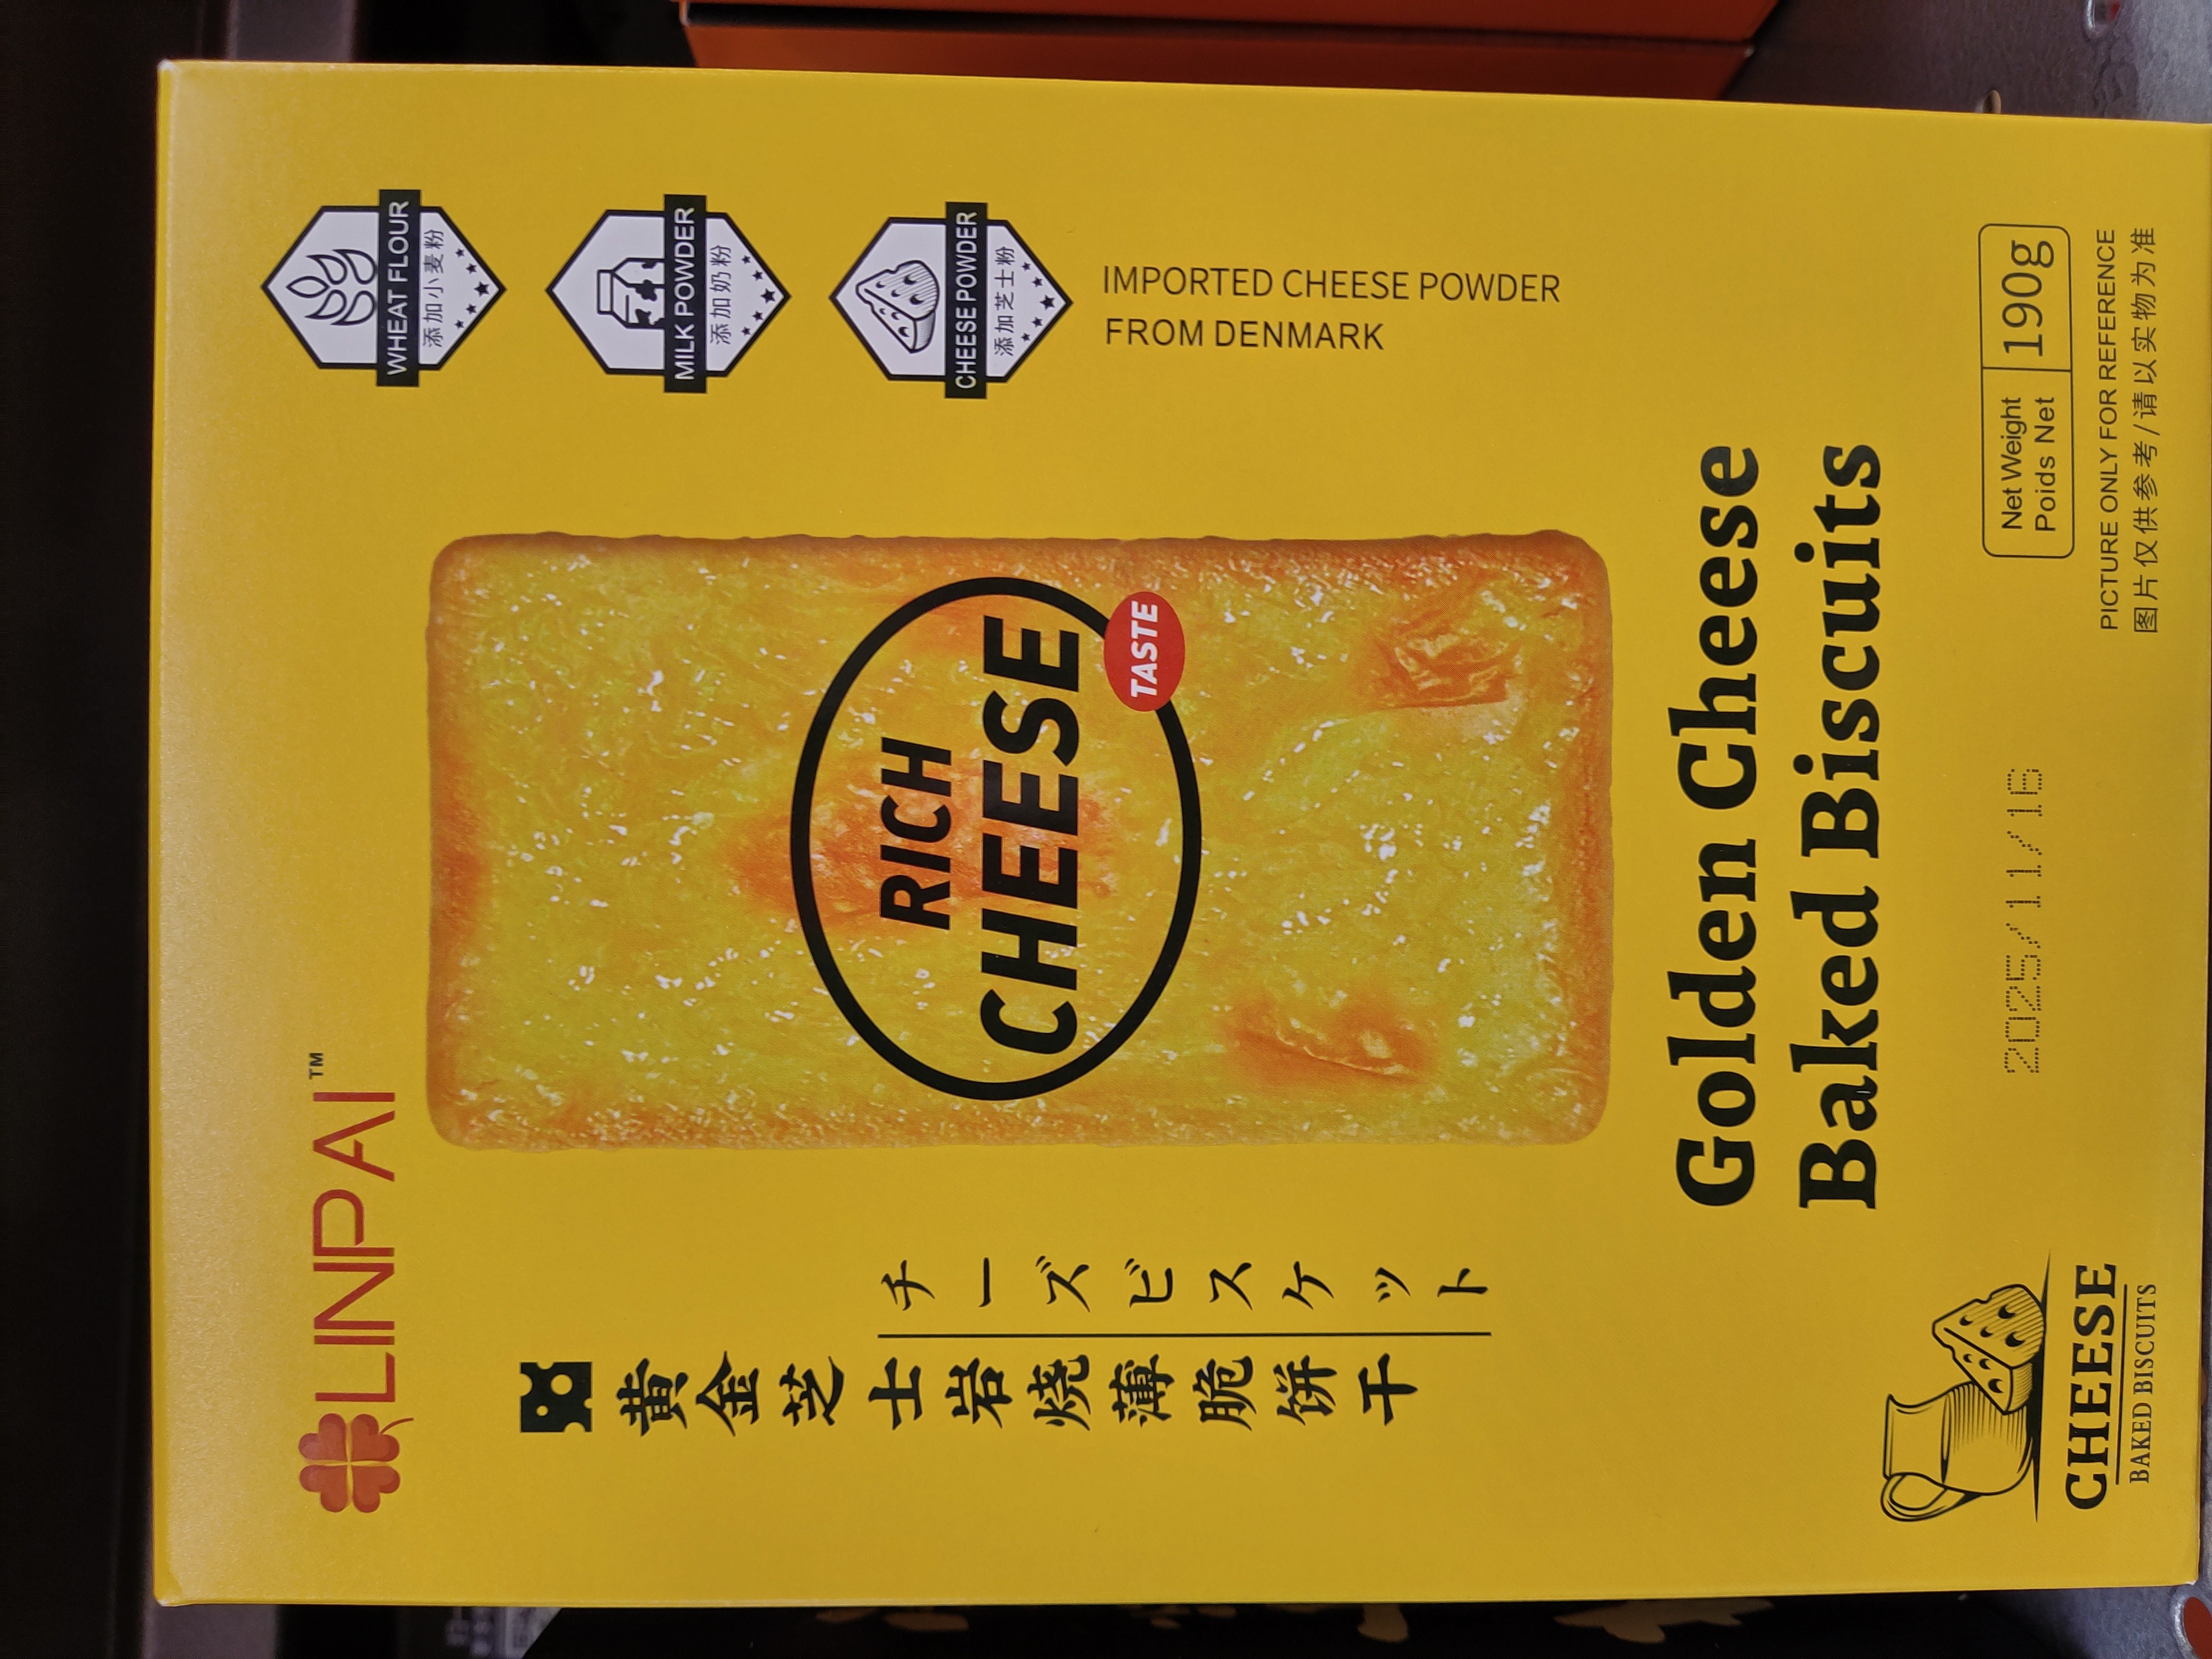 LINPAI™
WHEAT FLOUR
添加小麦粉
MILK POWDER
添加奶粉
CHEESE POWDER
添加芝士粉
IMPORTED CHEESE POWDER
FROM DENMARK
黄金芝士岩烧薄脆饼干
チーズビスケット
RICH
CHEESE
TASTE
Golden Cheese
Baked Biscuits
CHEESE
BAKED BISCUITS
2025/11/16
Net Weight
Poids Net
190g
PICTURE ONLY FOR REFERENCE
图片仅供参考/请以实物为准